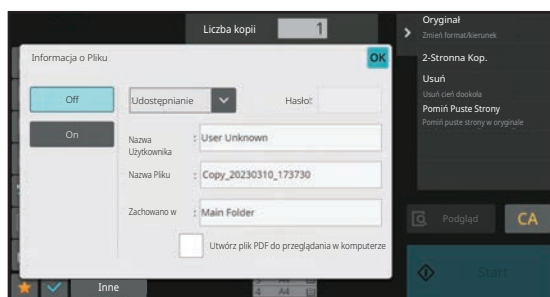 Liczba kopii 1
Informacja o Pliku
OK
Off
On
Udostępnianie
Hasło:
Nazwa Użytkownika : User Unknown
Nazwa Pliku : Copy_20230310_173730
Zachowano w : Main Folder
Utwórz plik PDF do przeglądania w komputerze
Oryginał
Zmień format/kierunek
2-Stronna Kop.
Usuń
Usuń cień dookoła
Pomiń Puste Strony
Pomiń puste strony w oryginale
Podgląd
CA
Start
Inne
4 A4